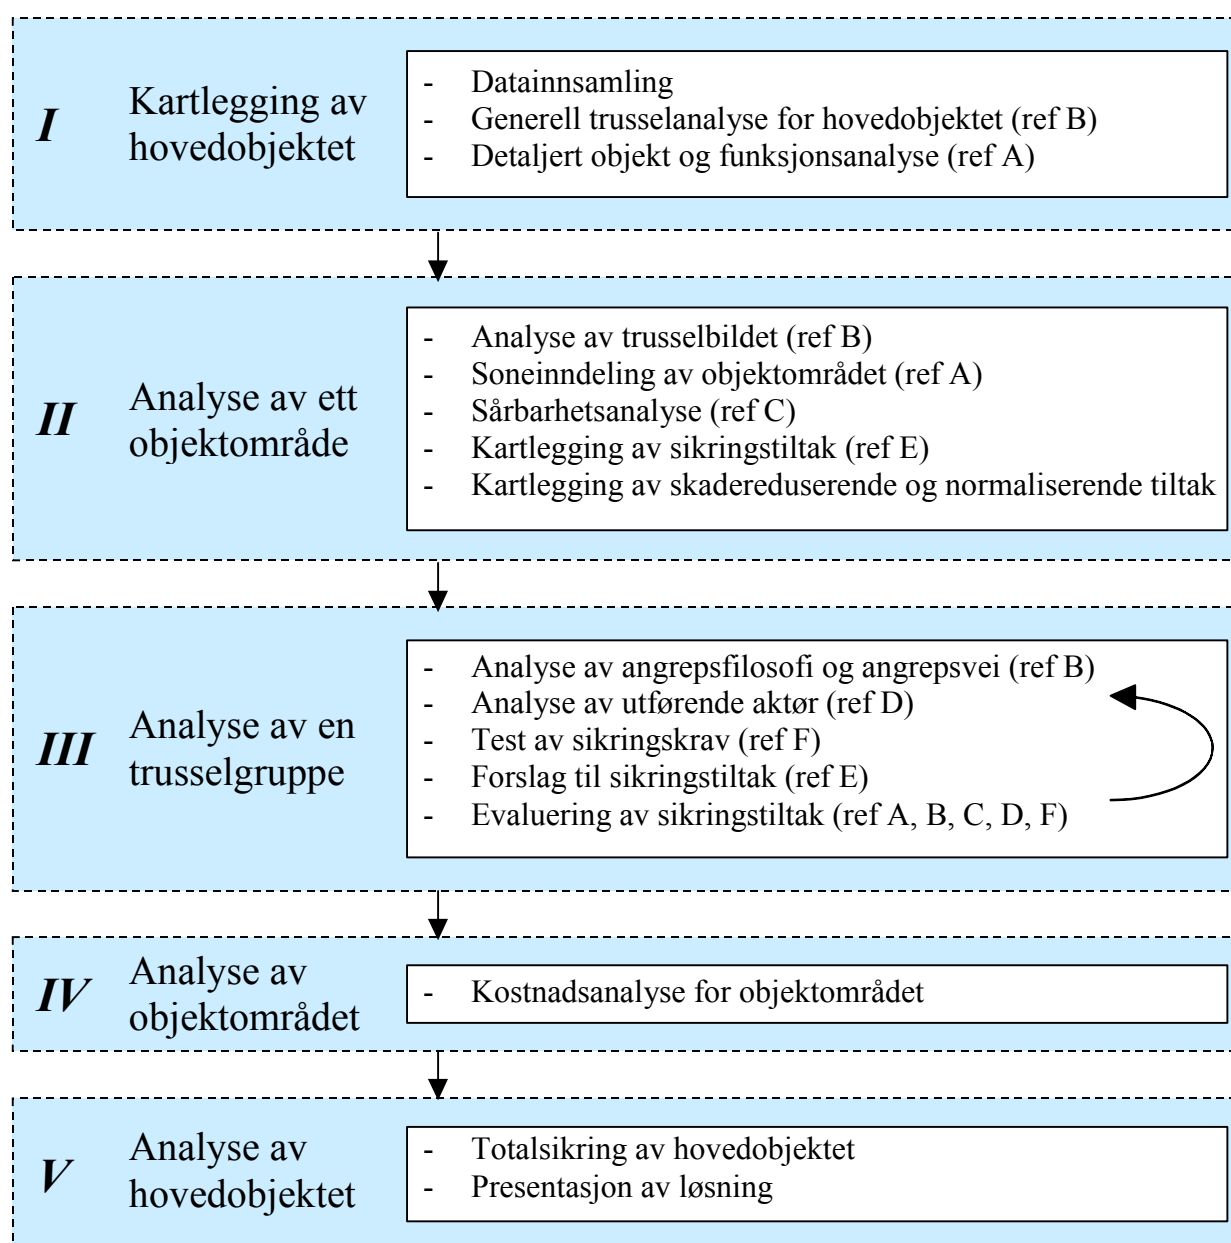 I
Kartlegging av
hovedobjektet
- Datainnsamling
- Generell trusselanalyse for hovedobjektet (ref B)
- Detaljert objekt og funksjonsanalyse (ref A)
II
Analyse av ett
objektområde
- Analyse av trusselbildet (ref B)
- Soneinndeling av objektområdet (ref A)
- Sårbarhetsanalyse (ref C)
- Kartlegging av sikringstiltak (ref E)
- Kartlegging av skadereduserende og normaliserende tiltak
III
Analyse av en
trusselgruppe
- Analyse av angrepsfilosofi og angrepsvei (ref B)
- Analyse av utførende aktør (ref D)
- Test av sikringskrav (ref F)
- Forslag til sikringstiltak (ref E)
- Evaluering av sikringstiltak (ref A, B, C, D, F)
IV
Analyse av
objektområdet
- Kostnadsanalyse for objektområdet
V
Analyse av
hovedobjektet
- Totalsikring av hovedobjektet
- Presentasjon av løsning